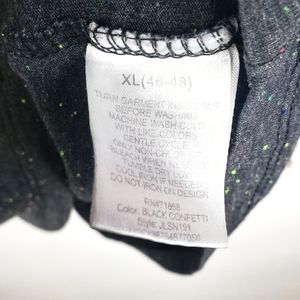 XL(46-48)
TURN GARMENT INSIDE OUT
BEFORE WASHING
MACHINE WASH COLD
WITH LIKE COLORS
GENTLE CYCLE
ONLY NON-CHLORINE
BLEACH WHEN NEEDED
TUMBLE DRY LOW
COOL IRON IF NEEDED
DO NOT IRON ON DESIGN
RN#71858
Color: BLACK CONFETTI
Style: JLSN191